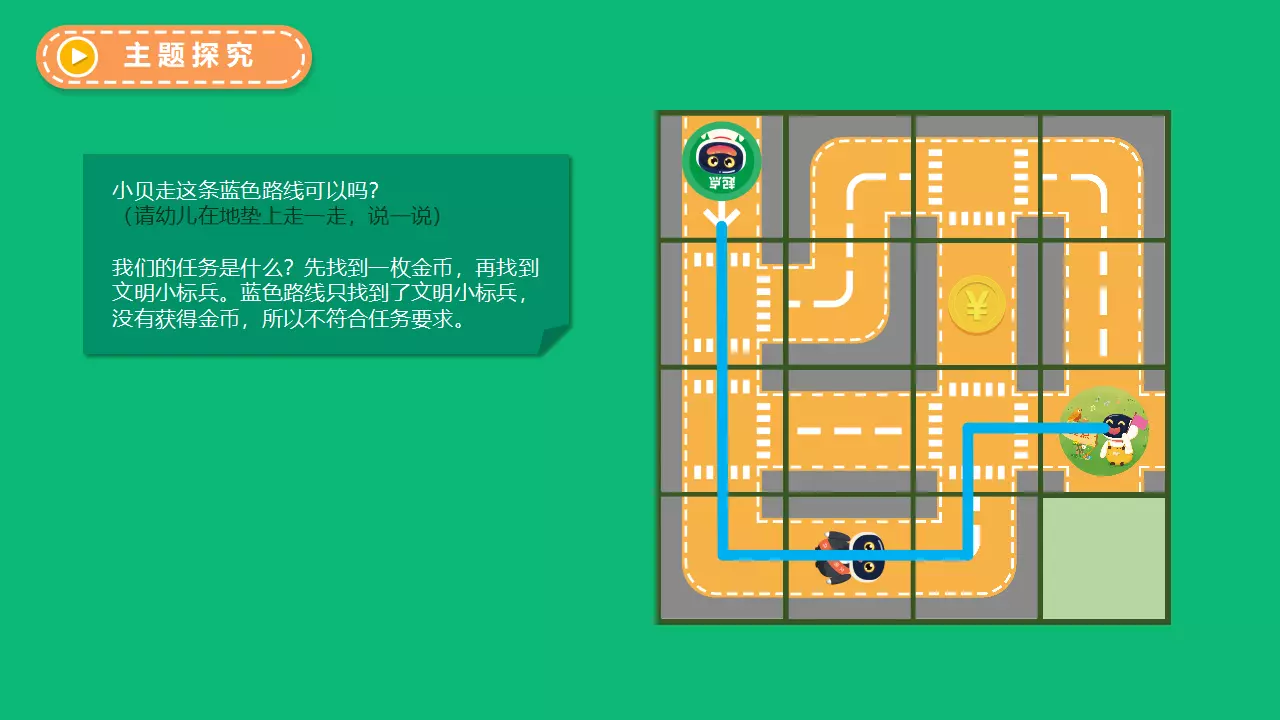 主题探究
小贝走这条蓝色路线可以吗？
（请幼儿在地垫上走一走，说一说）
我们的任务是什么？先找到一枚金币，再找到
文明小标兵。蓝色路线只找到了文明小标兵，
没有获得金币，所以不符合任务要求。
起点
¥